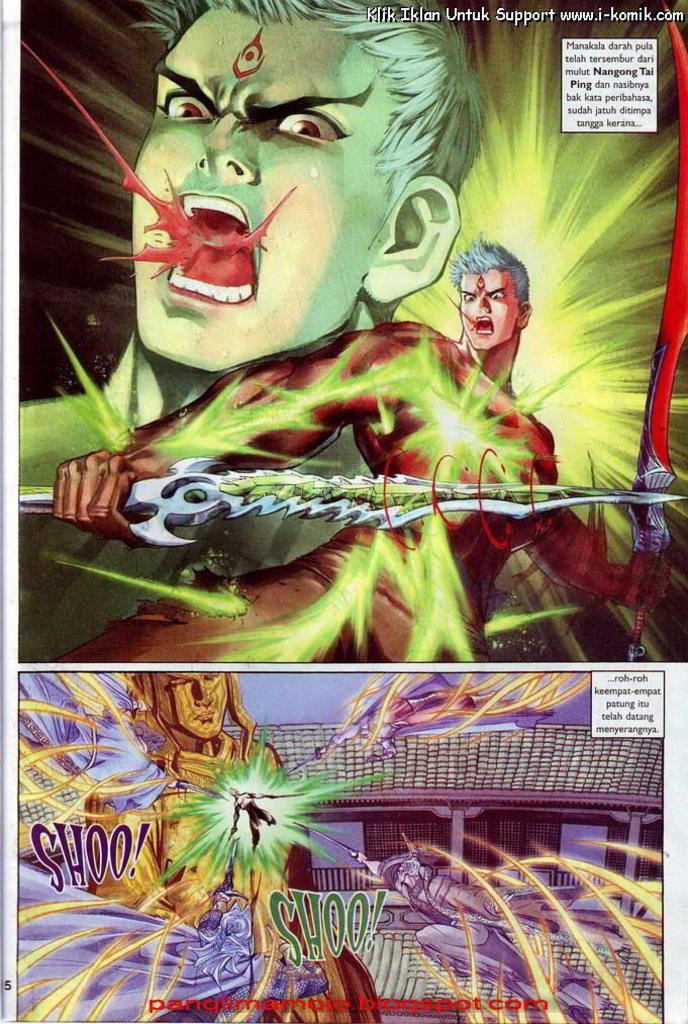 Klik Iklan Untuk Support www.i-komik.com
Manakala darah pula
telah tersembur dari
mulut Nangong Tai
Ping dan nasibnya
bak kata peribahasa,
sudah jatuh ditimpa
tangga kerana...
...roh-roh
keempat-empat
patung itu
telah datang
menyerangnya.
SHOO!
SHOO!
5
panglimamolo.blogspot.com